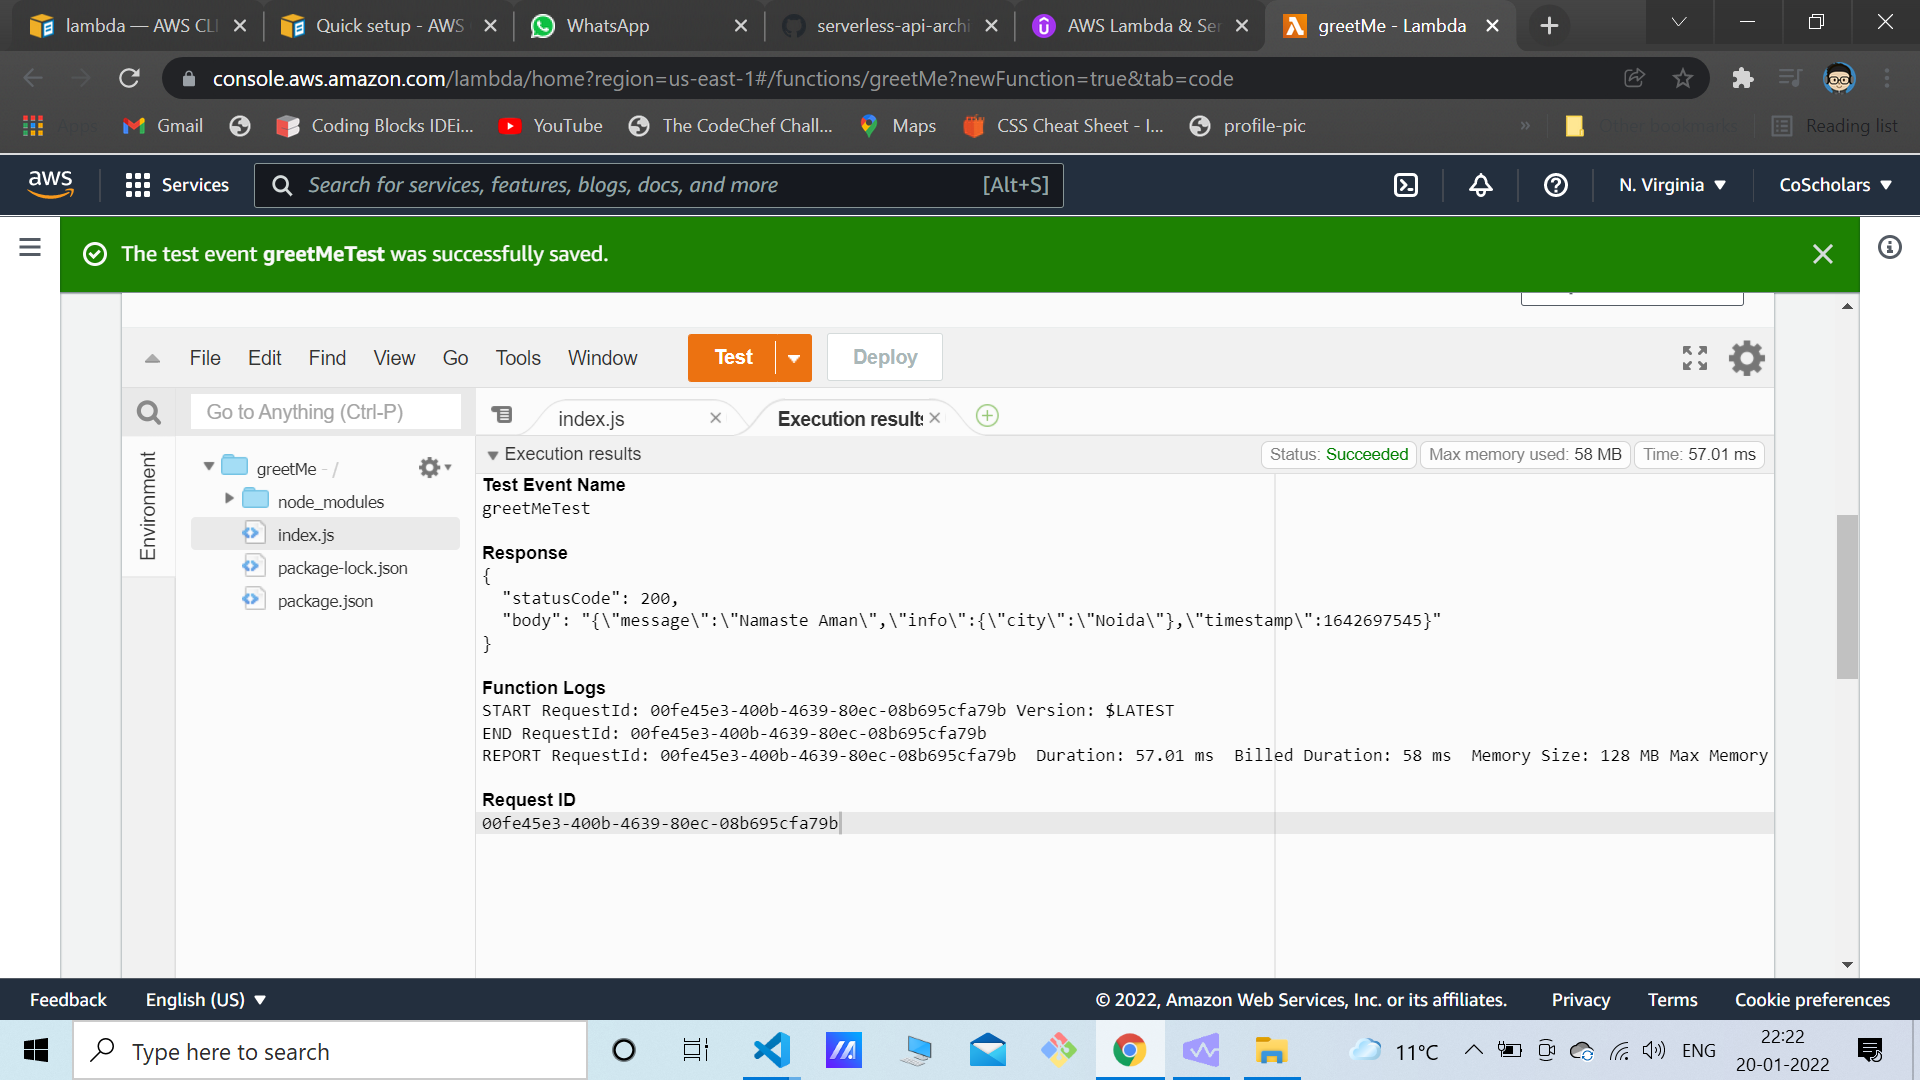 lambda — AWS CLI
Quick setup - AWS
WhatsApp
serverless-api-archi
AWS Lambda & Ser
greetMe - Lambda
console.aws.amazon.com/lambda/home?region=us-east-1#/functions/greetMe?newFunction=true&tab=code
Apps
Gmail
Coding Blocks IDEi...
YouTube
The CodeChef Chall...
Maps
CSS Cheat Sheet - I...
profile-pic
»
Other bookmarks
Reading list
aws
Services
Search for services, features, blogs, docs, and more
[Alt+S]
N. Virginia
CoScholars
The test event greetMeTest was successfully saved.
File Edit Find View Go Tools Window
Test
Deploy
Go to Anything (Ctrl-P)
index.js
Execution results
Environment
greetMe - /
node_modules
index.js
package-lock.json
package.json
Execution results
Status: Succeeded
Max memory used: 58 MB
Time: 57.01 ms
Test Event Name
greetMeTest
Response
{
"statusCode": 200,
"body": "{\"message\":\"Namaste Aman\",\"info\":{\"city\":\"Noida\"},\"timestamp\":1642697545}"
}
Function Logs
START RequestId: 00fe45e3-400b-4639-80ec-08b695cfa79b Version: $LATEST
END RequestId: 00fe45e3-400b-4639-80ec-08b695cfa79b
REPORT RequestId: 00fe45e3-400b-4639-80ec-08b695cfa79b Duration: 57.01 ms Billed Duration: 58 ms Memory Size: 128 MB Max Memory
Request ID
00fe45e3-400b-4639-80ec-08b695cfa79b
Feedback
English (US)
© 2022, Amazon Web Services, Inc. or its affiliates.
Privacy
Terms
Cookie preferences
Type here to search
11°C
ENG
22:22
20-01-2022